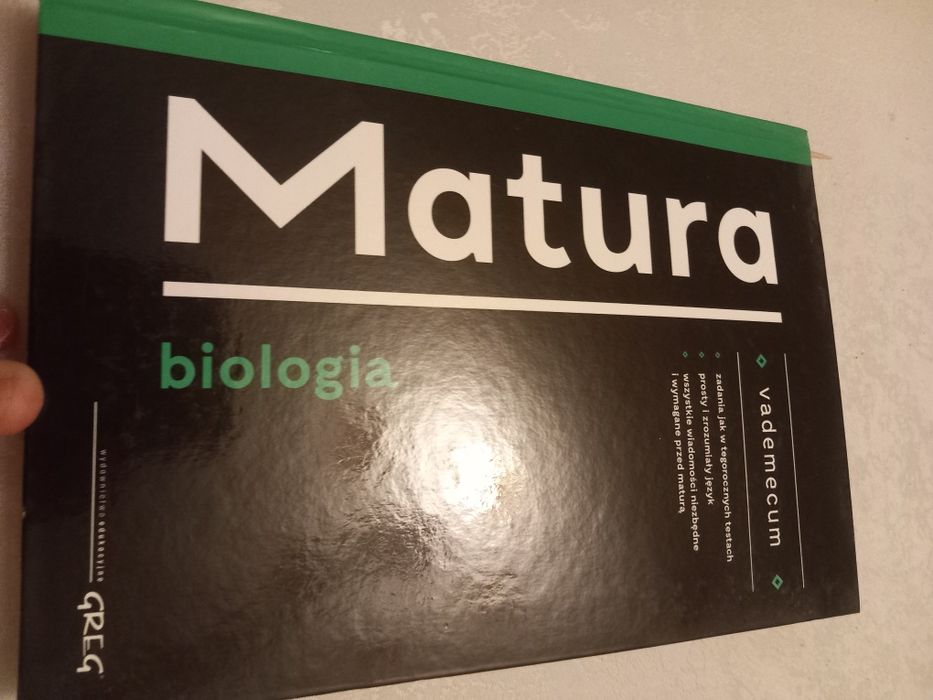 Matura
biologia
vademecum
zadania jak w tegorocznych testach
prosty i zrozumiały język
wszystkie wiadomości niezbędne
i wymagane przed maturą
wydawnictwo edukacyjne
GREG